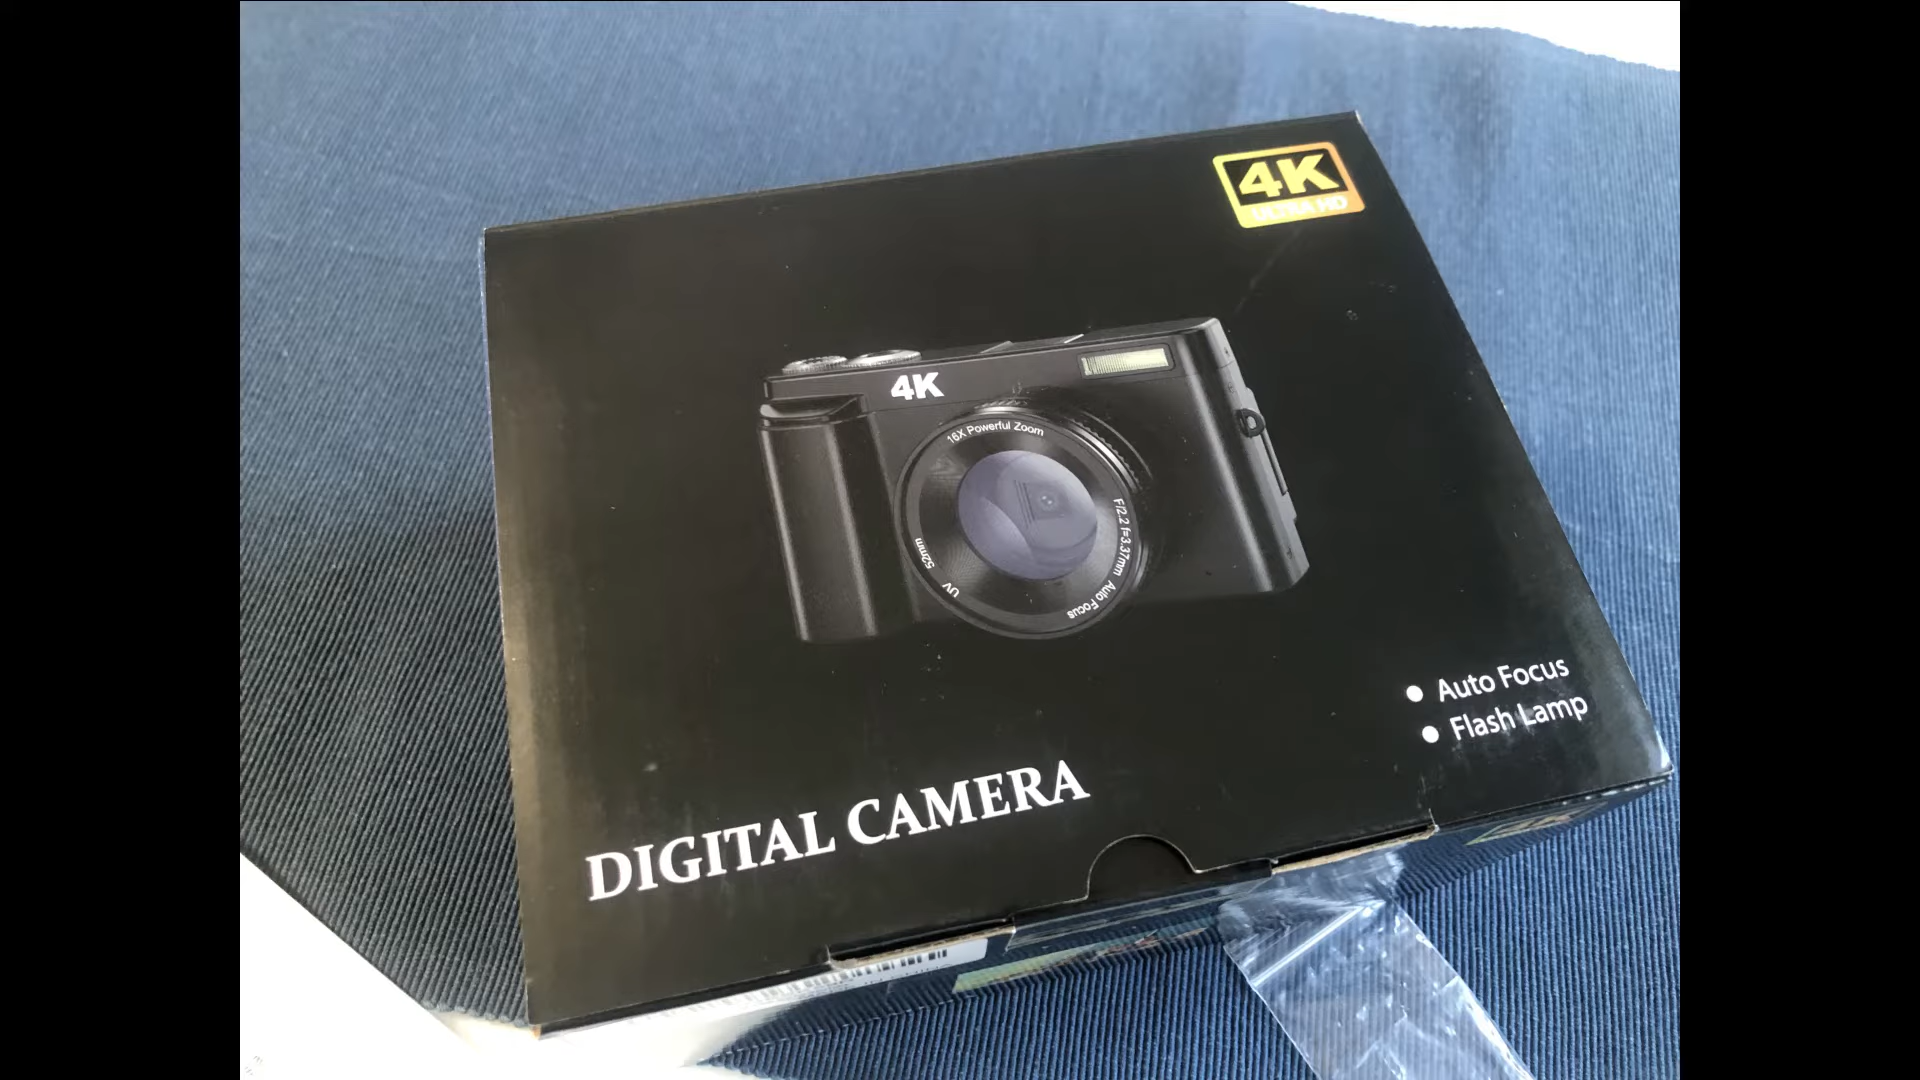 4K
ULTRA HD
4K
16X Powerful Zoom
F/2.2 f=3.37mm Auto Focus
UV 52mm
Auto Focus
Flash Lamp
DIGITAL CAMERA